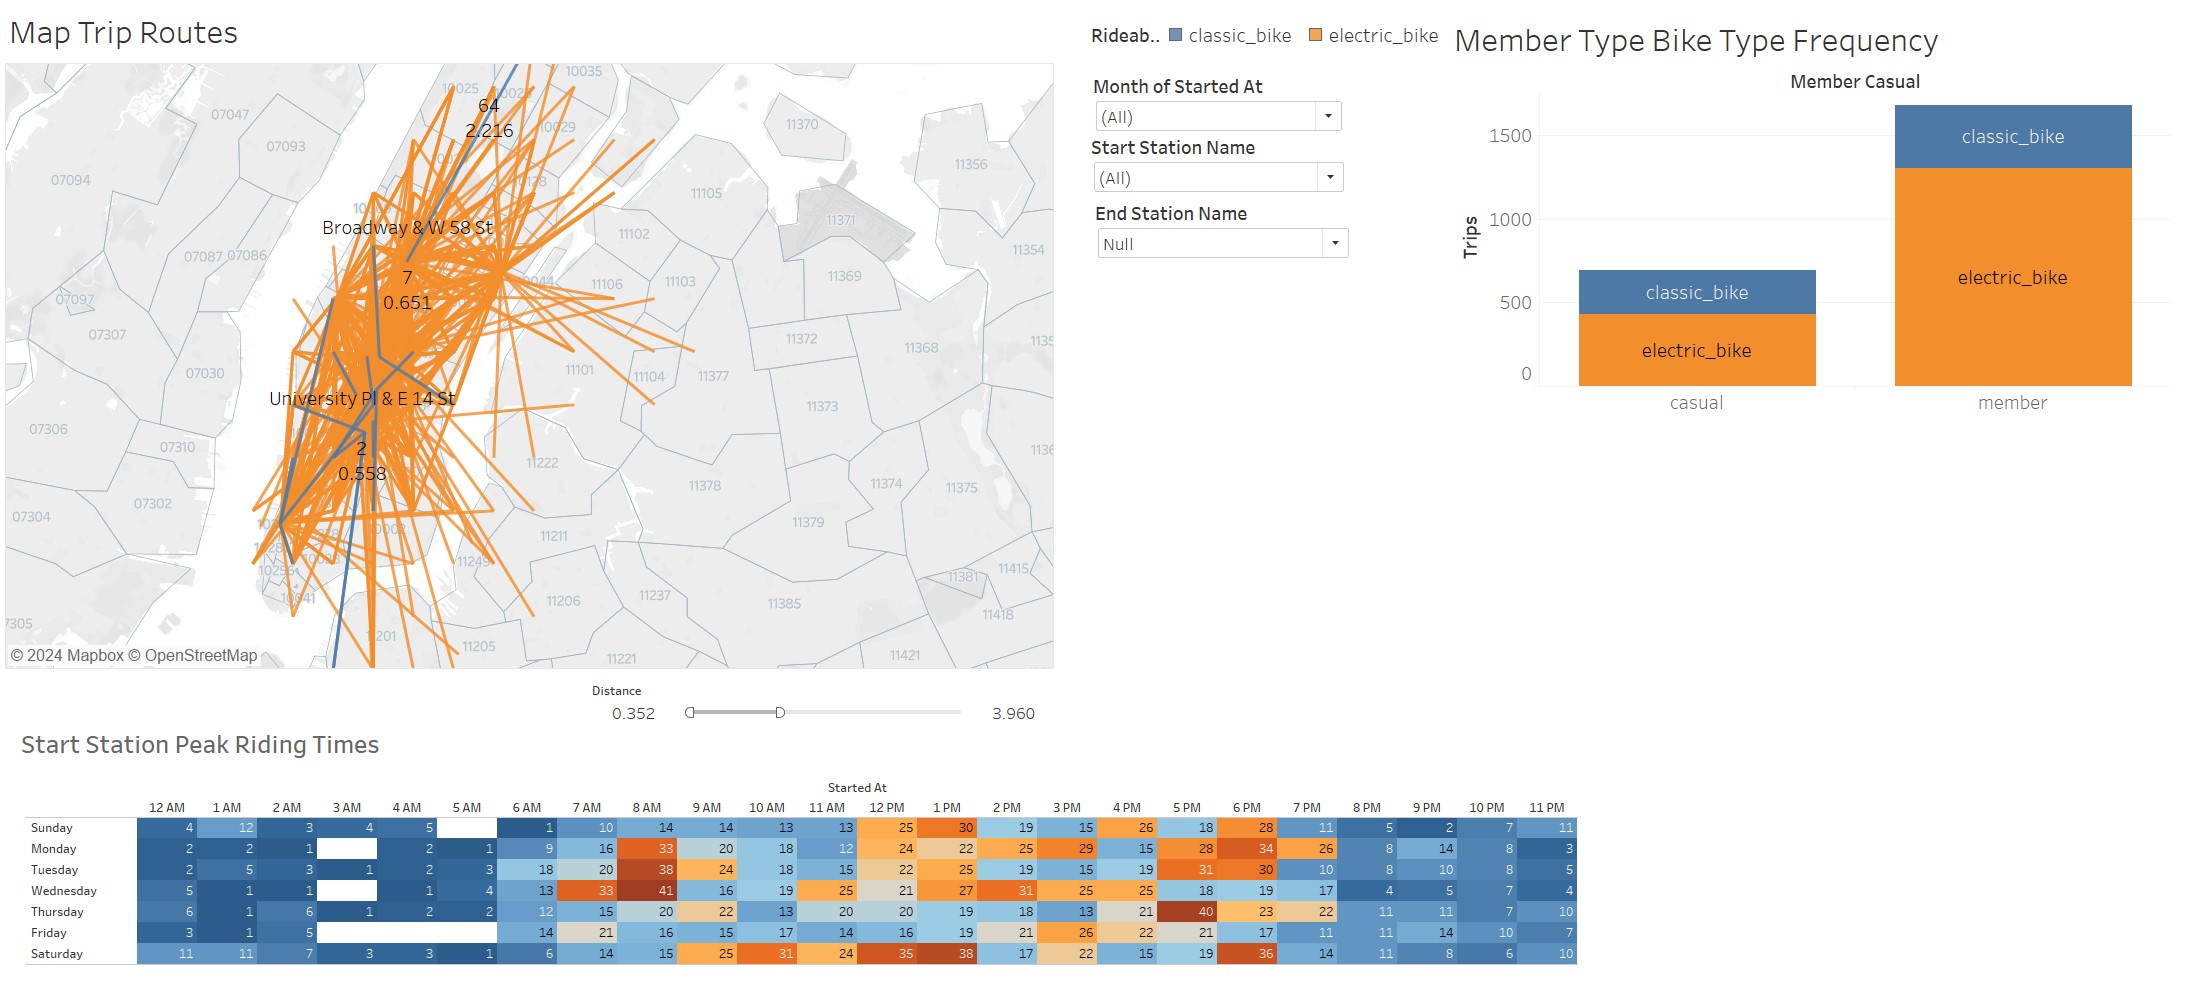 Map Trip Routes
Rideab.. classic_bike electric_bike
Member Type Bike Type Frequency
10035
10025
64
2.216
10029
07047
07093
07094
10128
11370
11356
11105
11371
Broadway & W 58 St
11102
11354
07087 07086
7
0.651
11106
11103
11369
07097
07307
11372
11368
07030
11101
11104
11377
University Pl & E 14 St
11373
07306
07310
2
0.558
11222
11378
11374
11375
07302
07304
11379
10002
11211
11249
10041
11206
11237
11385
11381
11415
11418
7305
11205
11221
11421
© 2024 Mapbox © OpenStreetMap
Month of Started At
(All)
Start Station Name
(All)
End Station Name
Null
Member Casual
1500
1000
500
0
Trips
classic_bike
electric_bike
classic_bike
electric_bike
casual
member
Distance
0.352
3.960
Start Station Peak Riding Times
Started At
12 AM 1 AM 2 AM 3 AM 4 AM 5 AM 6 AM 7 AM 8 AM 9 AM 10 AM 11 AM 12 PM 1 PM 2 PM 3 PM 4 PM 5 PM 6 PM 7 PM 8 PM 9 PM 10 PM 11 PM
Sunday 4 12 3 4 5 1 10 14 14 13 13 25 30 19 15 26 18 28 11 5 2 7 11
Monday 2 2 1 2 1 9 16 33 20 18 12 24 22 25 29 15 28 34 26 8 14 8 3
Tuesday 2 5 3 1 2 3 18 20 38 24 18 15 22 25 19 15 19 31 30 10 8 10 8 5
Wednesday 5 1 1 1 4 13 33 41 16 19 25 21 27 31 25 25 18 19 17 4 5 7 4
Thursday 6 1 6 1 2 2 12 15 20 22 13 20 20 19 18 13 21 40 23 22 11 11 7 10
Friday 3 1 5 14 21 16 15 17 14 16 19 21 26 22 21 17 11 11 14 10 7
Saturday 11 11 7 3 3 1 6 14 15 25 31 24 35 38 17 22 15 19 36 14 11 8 6 10